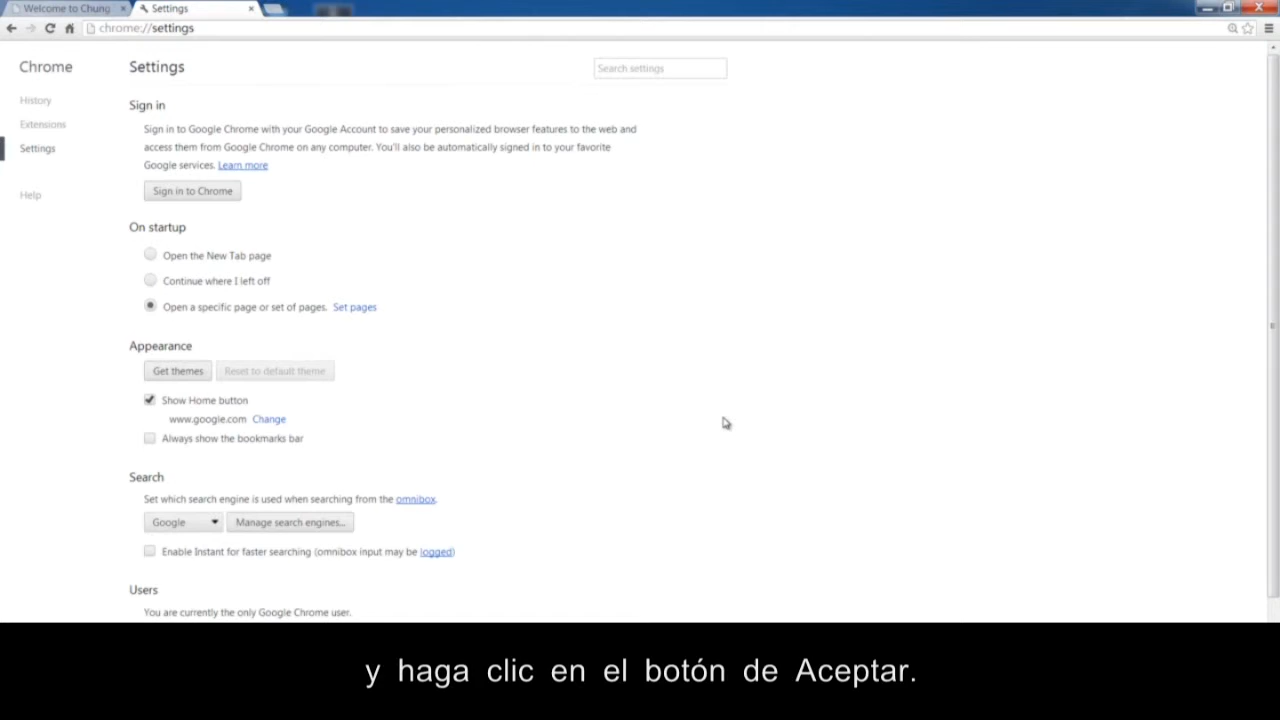 Welcome to Chung
Settings
chrome://settings
Chrome
Settings
Search settings
History
Extensions
Settings
Help
Sign in
Sign in to Google Chrome with your Google Account to save your personalized browser features to the web and
access them from Google Chrome on any computer. You'll also be automatically signed in to your favorite
Google services. Learn more
Sign in to Chrome
On startup
Open the New Tab page
Continue where I left off
Open a specific page or set of pages. Set pages
Appearance
Get themes
Reset to default theme
Show Home button
www.google.com Change
Always show the bookmarks bar
Search
Set which search engine is used when searching from the omnibox.
Google
Manage search engines...
Enable Instant for faster searching (omnibox input may be logged)
Users
You are currently the only Google Chrome user.
y haga clic en el botón de Aceptar.